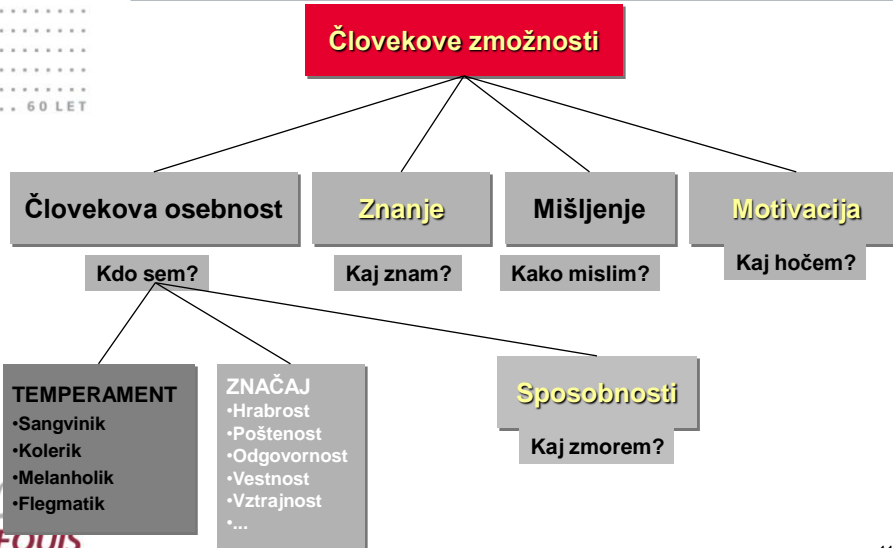 Človekove zmožnosti
.. 60 LET
Človekova osebnost
Znanje
Mišljenje
Motivacija
Kdo sem?
Kaj znam?
Kako mislim?
Kaj hočem?
TEMPERAMENT
•Sangvinik
•Kolerik
•Melanholik
•Flegmatik
ZNAČAJ
•Hrabrost
•Poštenost
•Odgovornost
•Vestnost
•Vztrajnost
•...
Sposobnosti
Kaj zmorem?